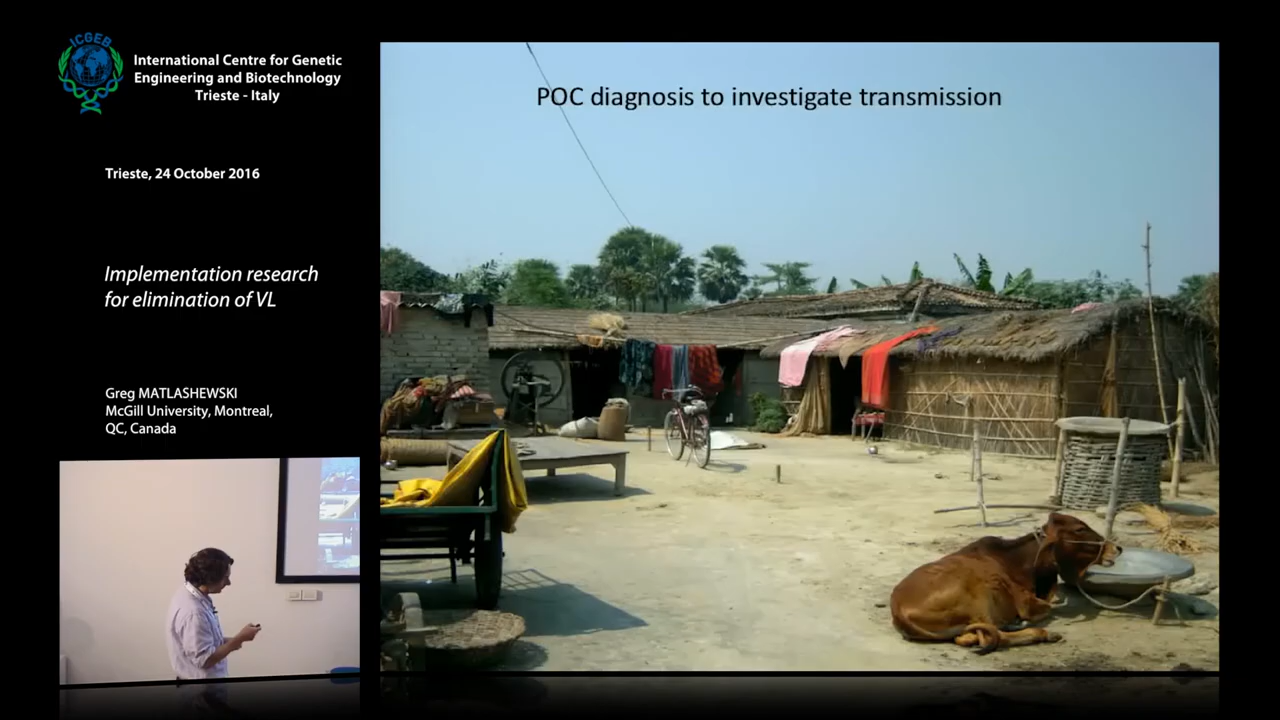 ICGEB
International Centre for Genetic
Engineering and Biotechnology
Trieste - Italy
Trieste, 24 October 2016
Implementation research
for elimination of VL
Greg MATLASHEWSKI
McGill University, Montreal,
QC, Canada
POC diagnosis to investigate transmission